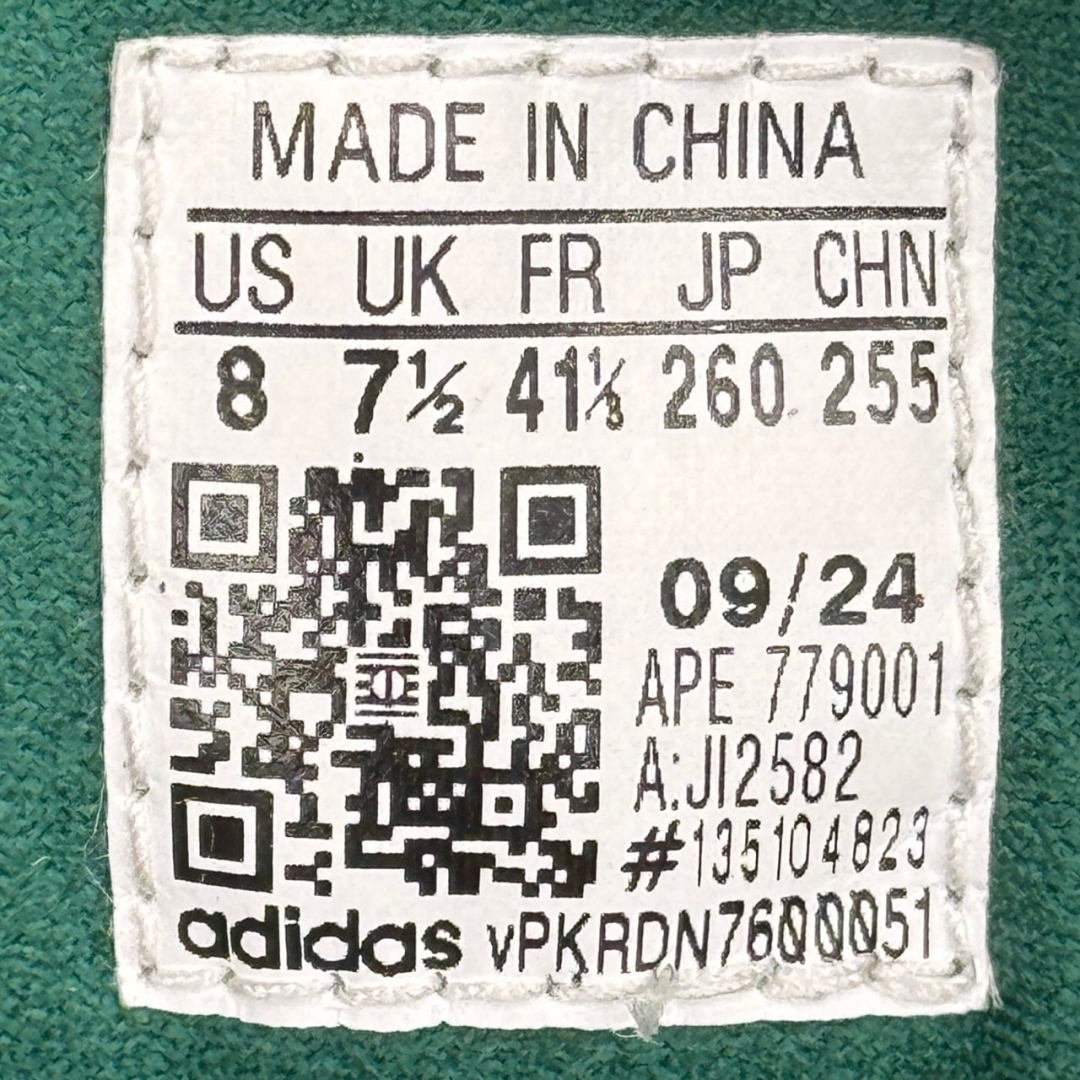 MADE IN CHINA
US UK FR JP CHN
8 7½ 41⅓ 260 255
09/24
APE 779001
A:JI2582
#135104823
adidas vPKRDN7600051